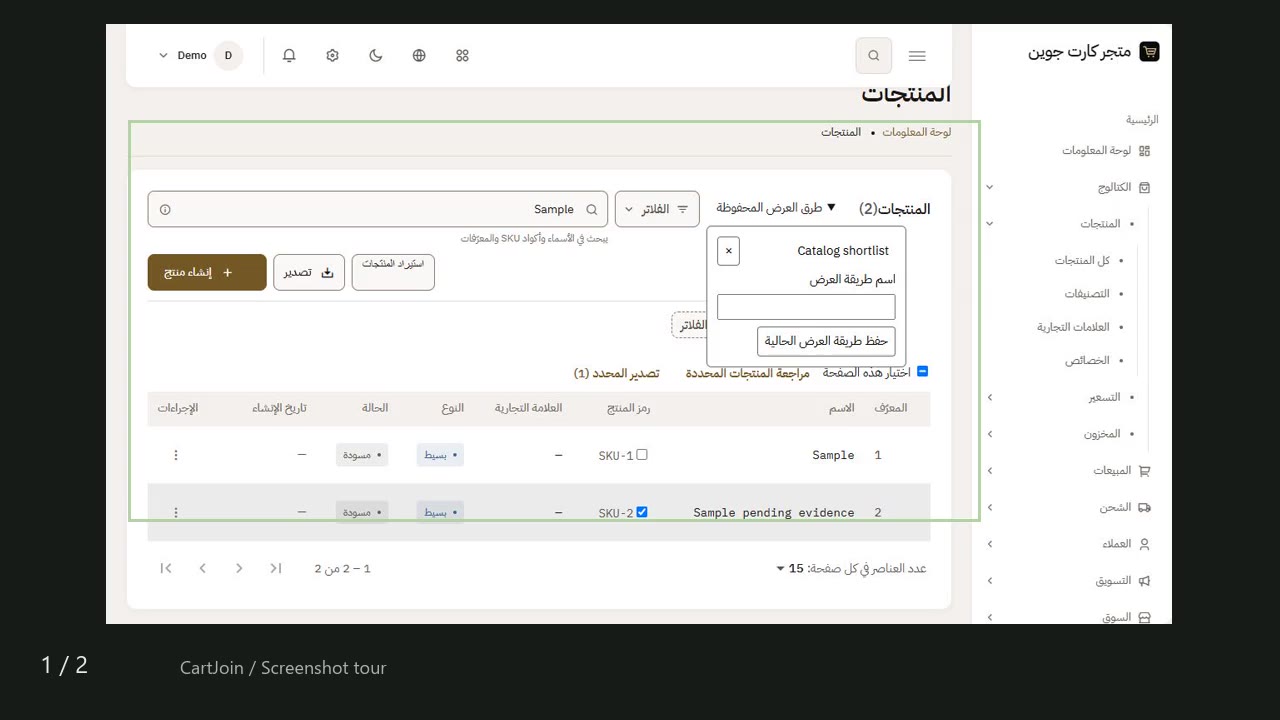 متجر كارت جوين
Demo
D
المنتجات
لوحة المعلومات • المنتجات
الرئيسية
لوحة المعلومات
الكتالوج
المنتجات
كل المنتجات
التصنيفات
العلامات التجارية
الخصائص
التسعير
المخزون
المبيعات
الشحن
العملاء
التسويق
السوق
المنتجات(2)
طرق العرض المحفوظة
الفلاتر
Sample
يبحث في الأسماء وأكواد SKU والمعرّفات
Catalog shortlist
×
اسم طريقة العرض
حفظ طريقة العرض الحالية
استيراد المنتجات
تصدير
إنشاء منتج
الفلاتر
اختيار هذه الصفحة
مراجعة المنتجات المحددة
تصدير المحدد (1)
المعرّف الاسم رمز المنتج العلامة التجارية النوع الحالة تاريخ الإنشاء الإجراءات
1 Sample SKU-1 — بسيط مسودة —
2 Sample pending evidence SKU-2 — بسيط مسودة —
عدد العناصر في كل صفحة: 15
1 – 2 من 2
1 / 2
CartJoin / Screenshot tour